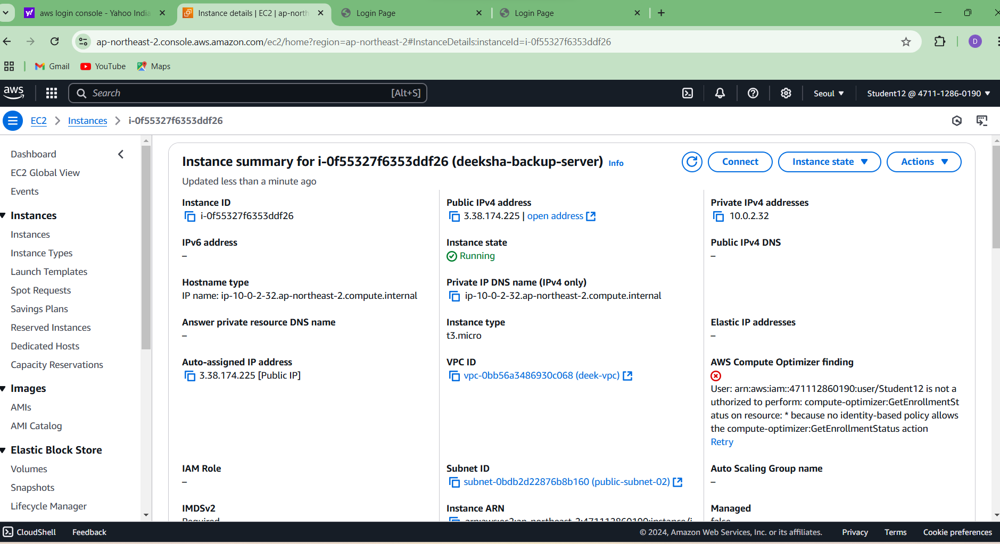 aws login console - Yahoo India
Instance details | EC2 | ap-north
Login Page
Login Page
ap-northeast-2.console.aws.amazon.com/ec2/home?region=ap-northeast-2#InstanceDetails:instanceId=i-0f55327f6353ddf26
D
Gmail
YouTube
Maps
aws
Search
[Alt+S]
Seoul
Student12 @ 4711-1286-0190
EC2
Instances
i-0f55327f6353ddf26
Dashboard
EC2 Global View
Events
Instances
Instances
Instance Types
Launch Templates
Spot Requests
Savings Plans
Reserved Instances
Dedicated Hosts
Capacity Reservations
Images
AMIs
AMI Catalog
Elastic Block Store
Volumes
Snapshots
Lifecycle Manager
Instance summary for i-0f55327f6353ddf26 (deeksha-backup-server) Info
Updated less than a minute ago
Connect
Instance state
Actions
Instance ID
i-0f55327f6353ddf26
Public IPv4 address
3.38.174.225 | open address
Private IPv4 addresses
10.0.2.32
IPv6 address
–
Instance state
Running
Public IPv4 DNS
–
Hostname type
IP name: ip-10-0-2-32.ap-northeast-2.compute.internal
Private IP DNS name (IPv4 only)
ip-10-0-2-32.ap-northeast-2.compute.internal
Answer private resource DNS name
–
Instance type
t3.micro
Elastic IP addresses
–
Auto-assigned IP address
3.38.174.225 [Public IP]
VPC ID
vpc-0bb56a3486930c068 (deek-vpc)
AWS Compute Optimizer finding
User: arn:aws:iam::471112860190:user/Student12 is not a
uthorized to perform: compute-optimizer:GetEnrollmentSt
atus on resource: * because no identity-based policy allows
the compute-optimizer:GetEnrollmentStatus action
Retry
IAM Role
–
Subnet ID
subnet-0bdb2d22876b8b160 (public-subnet-02)
Auto Scaling Group name
–
IMDSv2
Required
Instance ARN
arn:aws:ec2:ap-northeast-2:471112860190:instance/i
Managed
false
CloudShell
Feedback
© 2024, Amazon Web Services, Inc. or its affiliates.
Privacy
Terms
Cookie preferences